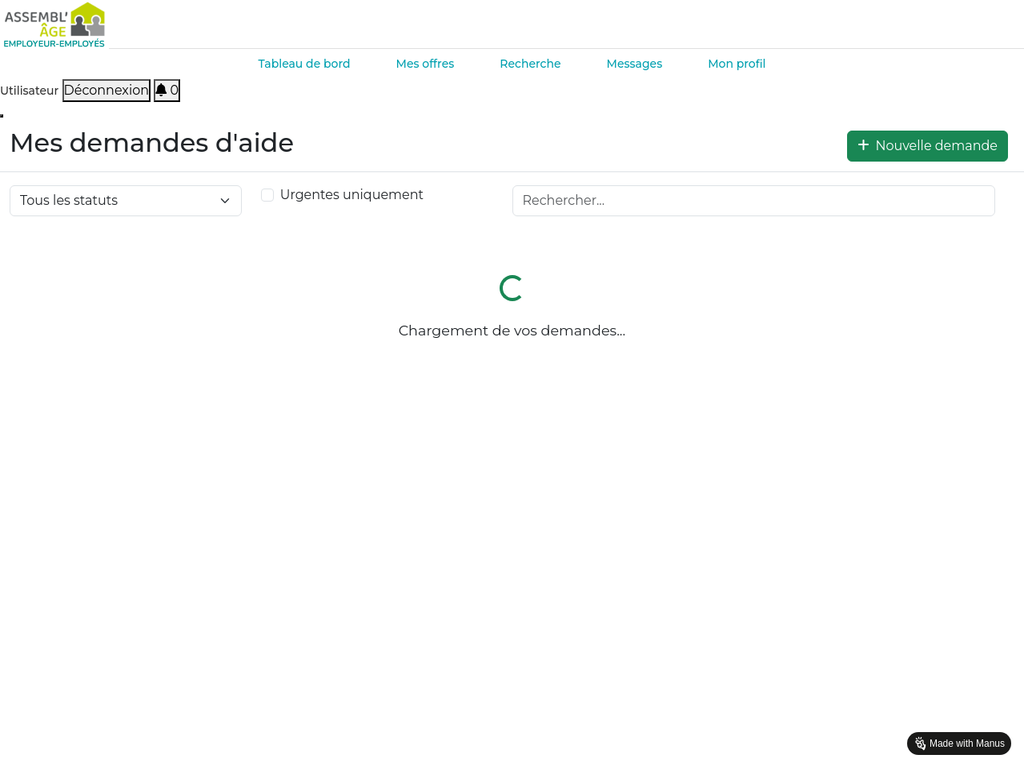 ASSEMBL'
ÂGE
EMPLOYEUR-EMPLOYÉS
Tableau de bord Mes offres Recherche Messages Mon profil
Utilisateur Déconnexion 0
Mes demandes d'aide
+ Nouvelle demande
Tous les statuts
Urgentes uniquement
Rechercher...
Chargement de vos demandes...
Made with Manus